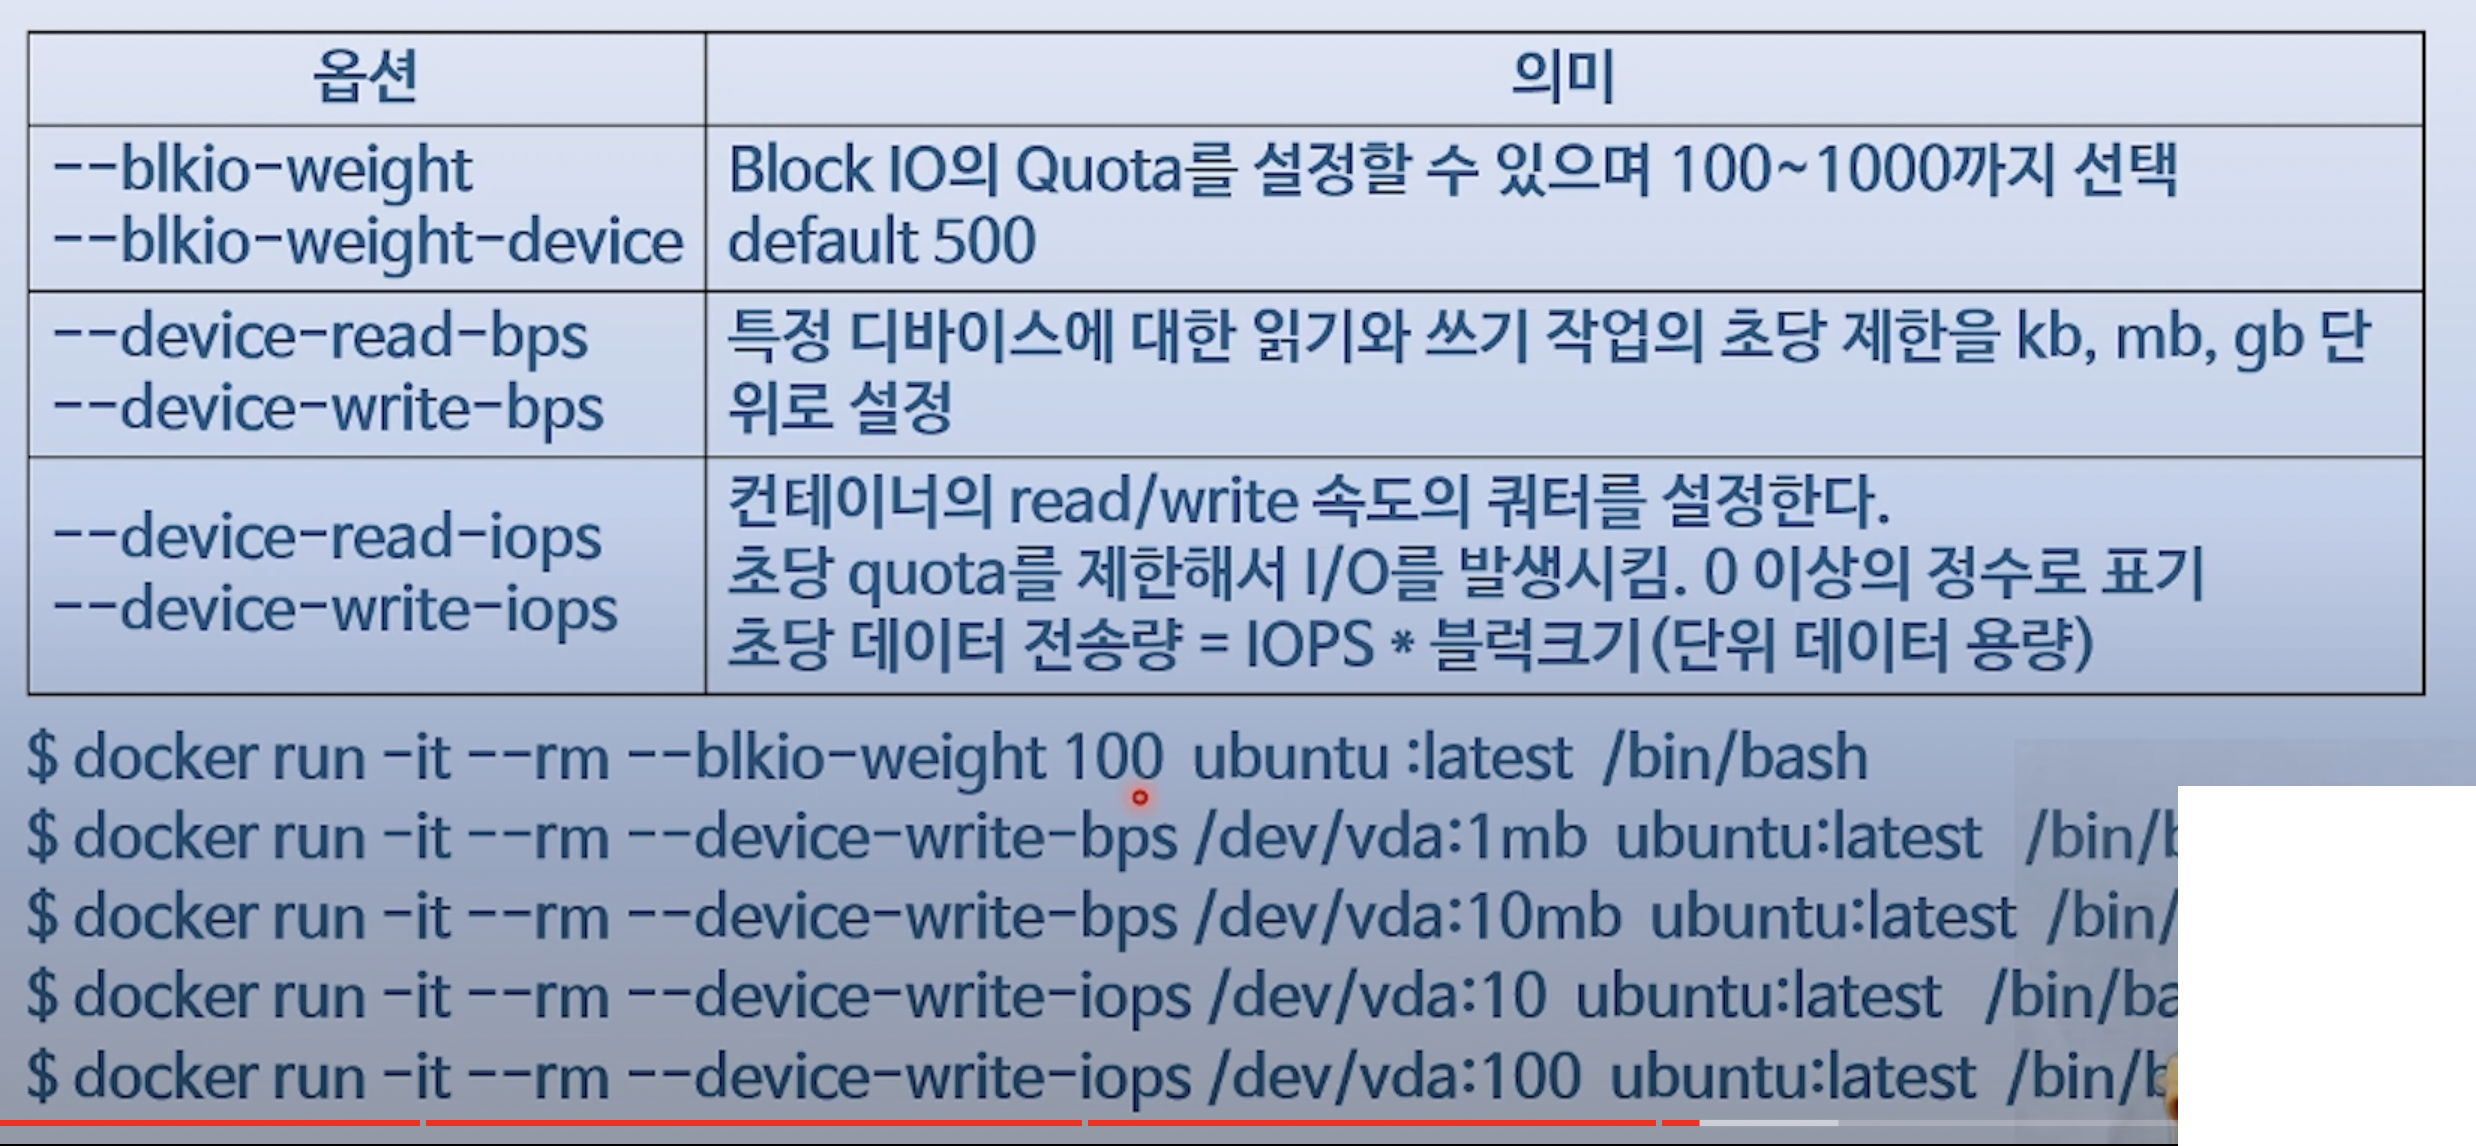 옵션
의미
--blkio-weight
--blkio-weight-device
Block IO의 Quota를 설정할 수 있으며 100~1000까지 선택
default 500
--device-read-bps
--device-write-bps
특정 디바이스에 대한 읽기와 쓰기 작업의 초당 제한을 kb, mb, gb 단
위로 설정
--device-read-iops
--device-write-iops
컨테이너의 read/write 속도의 쿼터를 설정한다.
초당 quota를 제한해서 I/O를 발생시킴. 0 이상의 정수로 표기
초당 데이터 전송량 = IOPS * 블럭크기(단위 데이터 용량)
$ docker run -it --rm --blkio-weight 100 ubuntu :latest /bin/bash
$ docker run -it --rm --device-write-bps /dev/vda:1mb ubuntu:latest /bin/b
$ docker run -it --rm --device-write-bps /dev/vda:10mb ubuntu:latest /bin/
$ docker run -it --rm --device-write-iops /dev/vda:10 ubuntu:latest /bin/ba
$ docker run -it --rm --device-write-iops /dev/vda:100 ubuntu:latest /bin/b